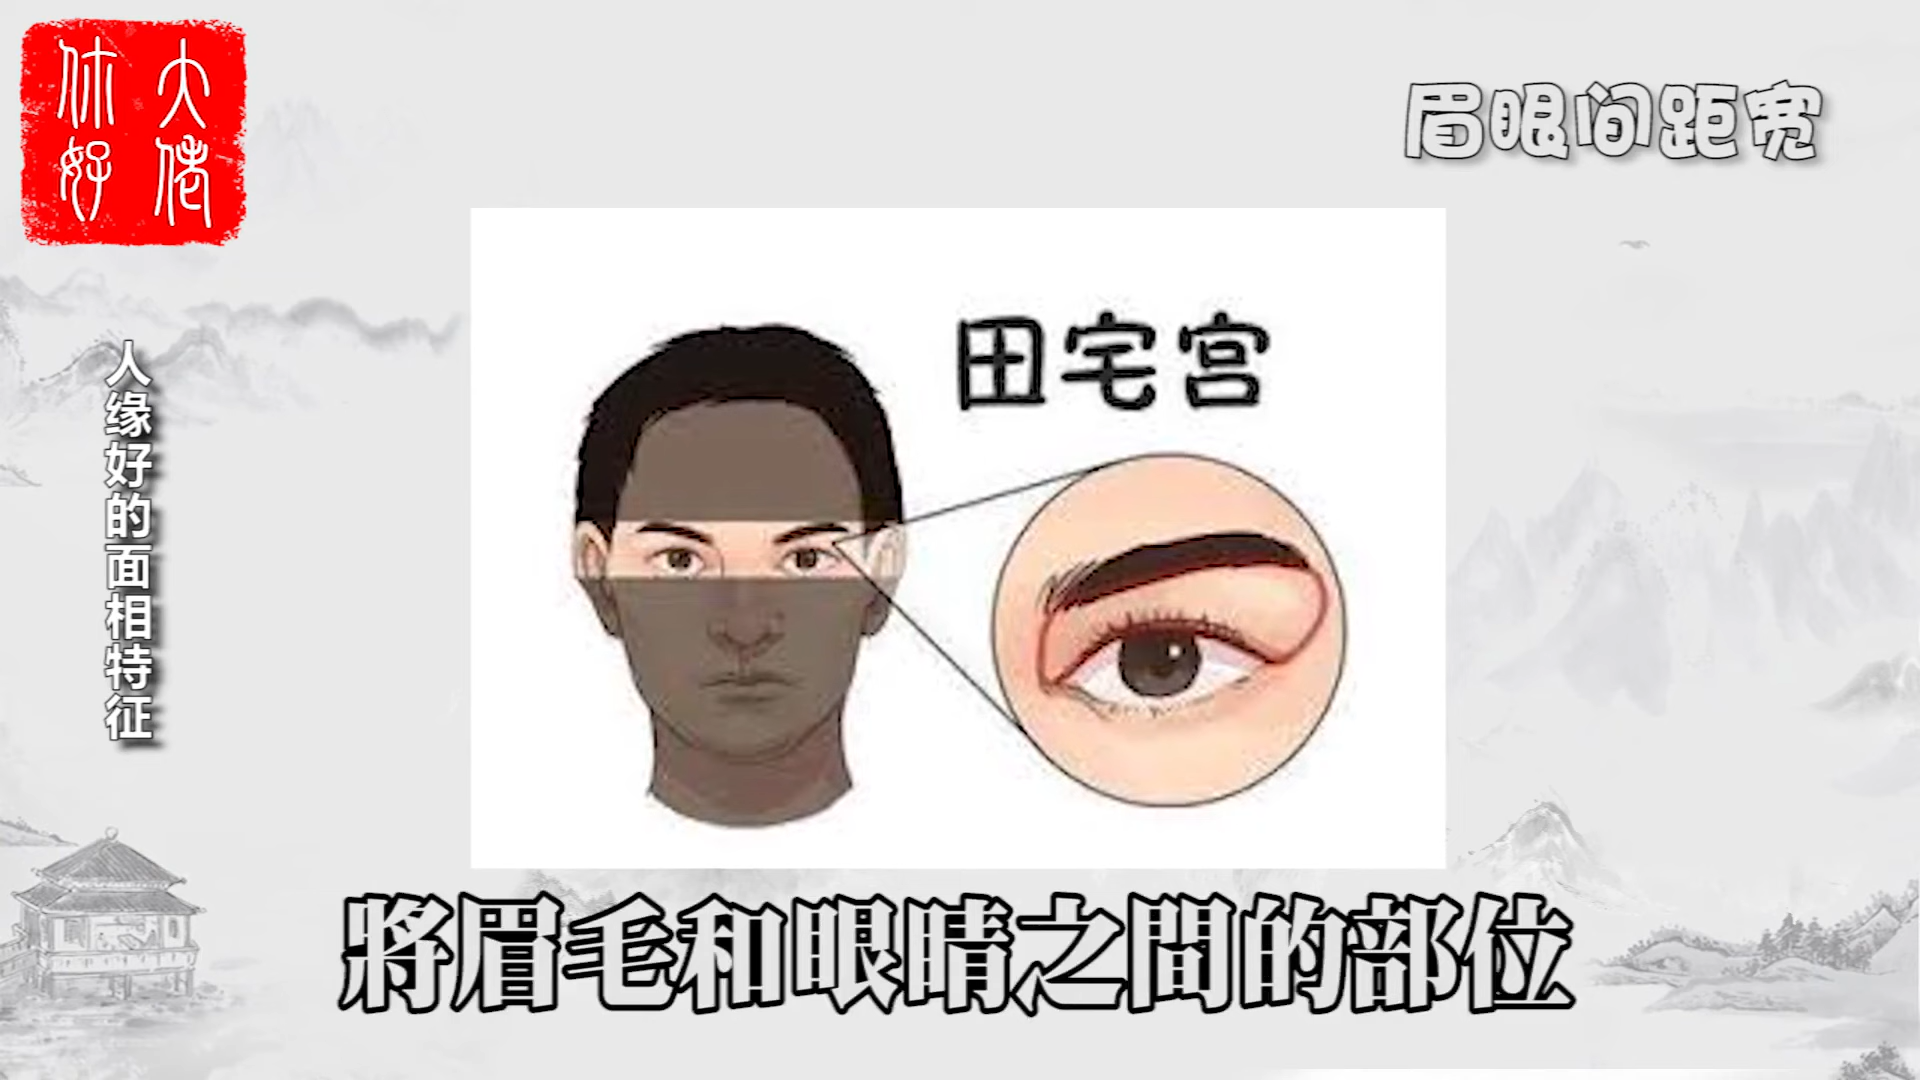 大佬
休好
眉眼间距宽
人缘好的面相特征
田宅宫
將眉毛和眼睛之間的部位